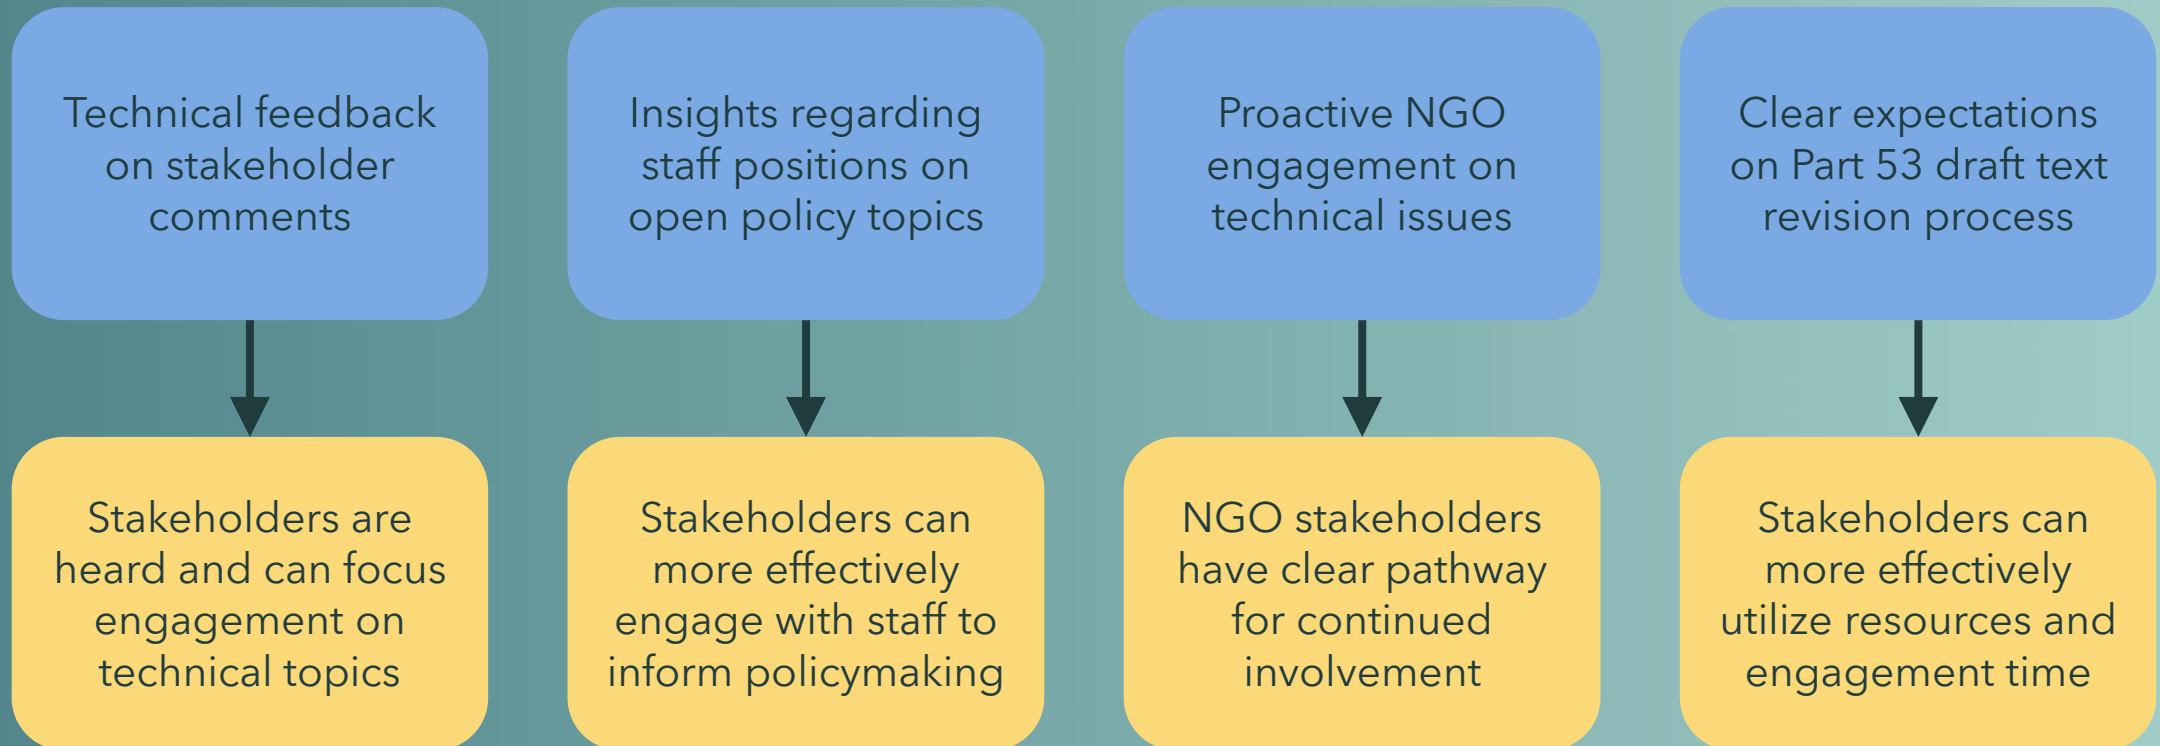 Technical feedback
on stakeholder
comments
Insights regarding
staff positions on
open policy topics
Proactive NGO
engagement on
technical issues
Clear expectations
on Part 53 draft text
revision process
Stakeholders are
heard and can focus
engagement on
technical topics
Stakeholders can
more effectively
engage with staff to
inform policymaking
NGO stakeholders
have clear pathway
for continued
involvement
Stakeholders can
more effectively
utilize resources and
engagement time